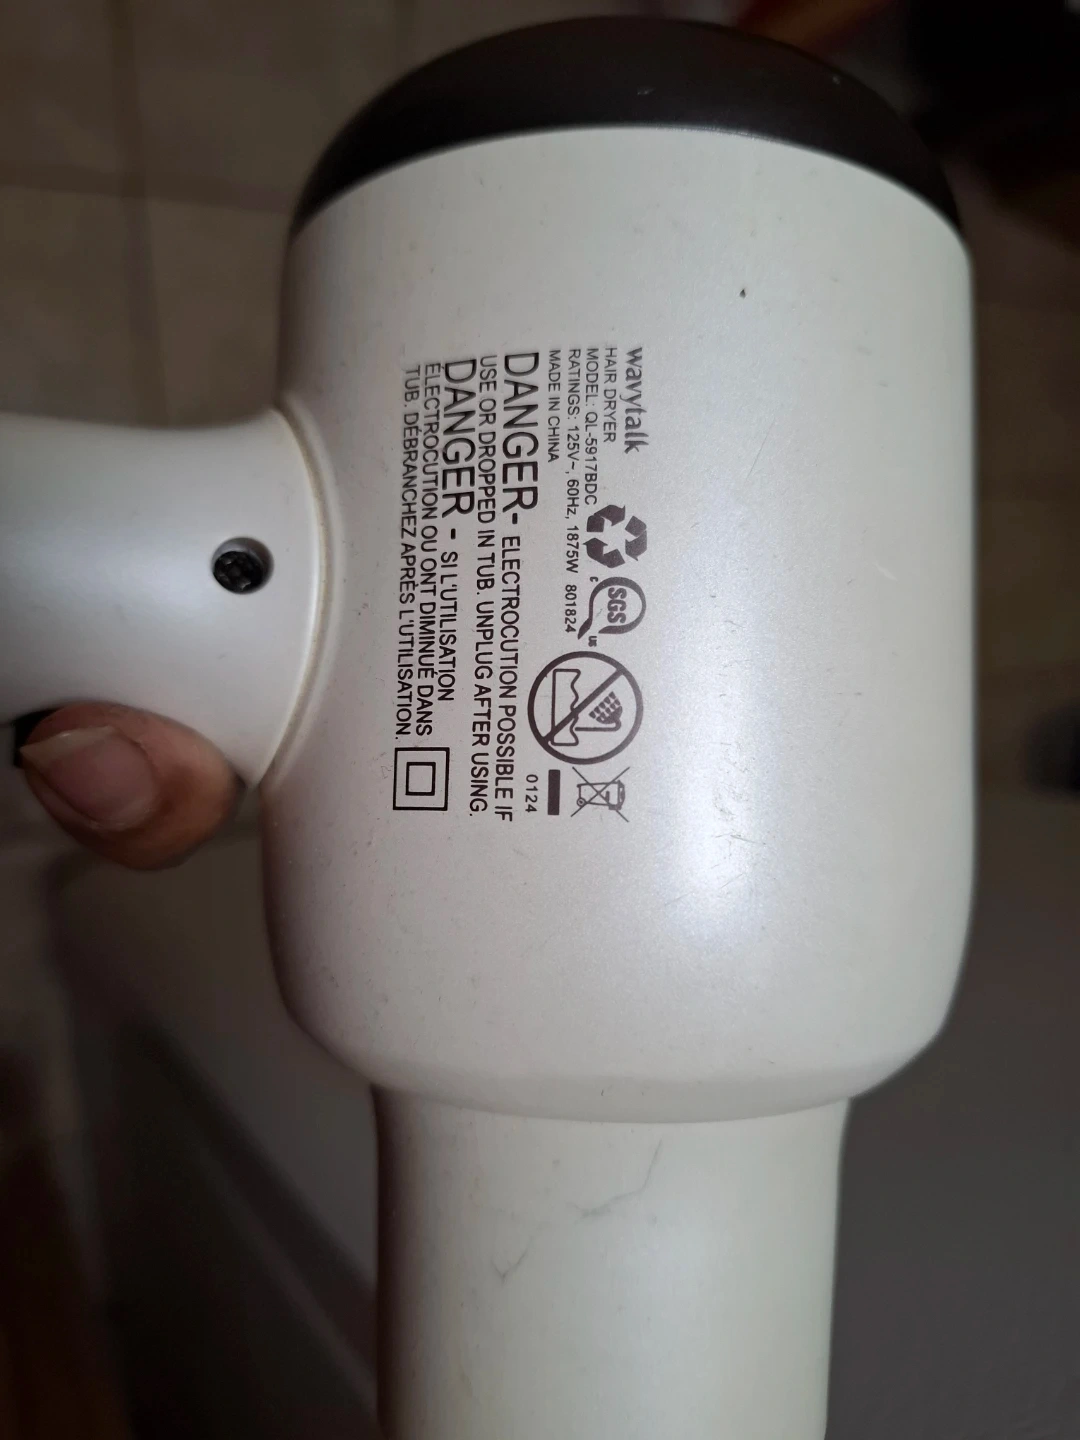 wavytalk
HAIR DRYER
MODEL: QL-5917BDC
RATINGS: 125V~, 60Hz, 1875W 801824
MADE IN CHINA
c SGS us
0124
DANGER- ELECTROCUTION POSSIBLE IF
USE OR DROPPED IN TUB. UNPLUG AFTER USING.
DANGER - SI L'UTILISATION
ÉLECTROCUTION OU ONT DIMINUÉ DANS
TUB. DÉBRANCHEZ APRÈS L'UTILISATION.